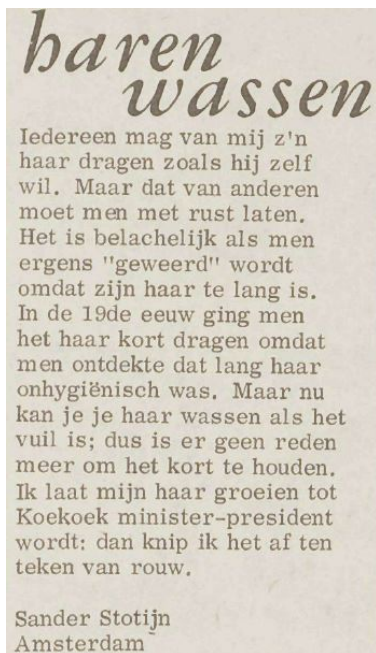 haren
wassen
Iedereen mag van mij z'n
haar dragen zoals hij zelf
wil. Maar dat van anderen
moet men met rust laten.
Het is belachelijk als men
ergens "geweerd" wordt
omdat zijn haar te lang is.
In de 19de eeuw ging men
het haar kort dragen omdat
men ontdekte dat lang haar
onhygiënisch was. Maar nu
kan je je haar wassen als het
vuil is; dus is er geen reden
meer om het kort te houden.
Ik laat mijn haar groeien tot
Koekoek minister-president
wordt: dan knip ik het af ten
teken van rouw.
Sander Stotijn
Amsterdam